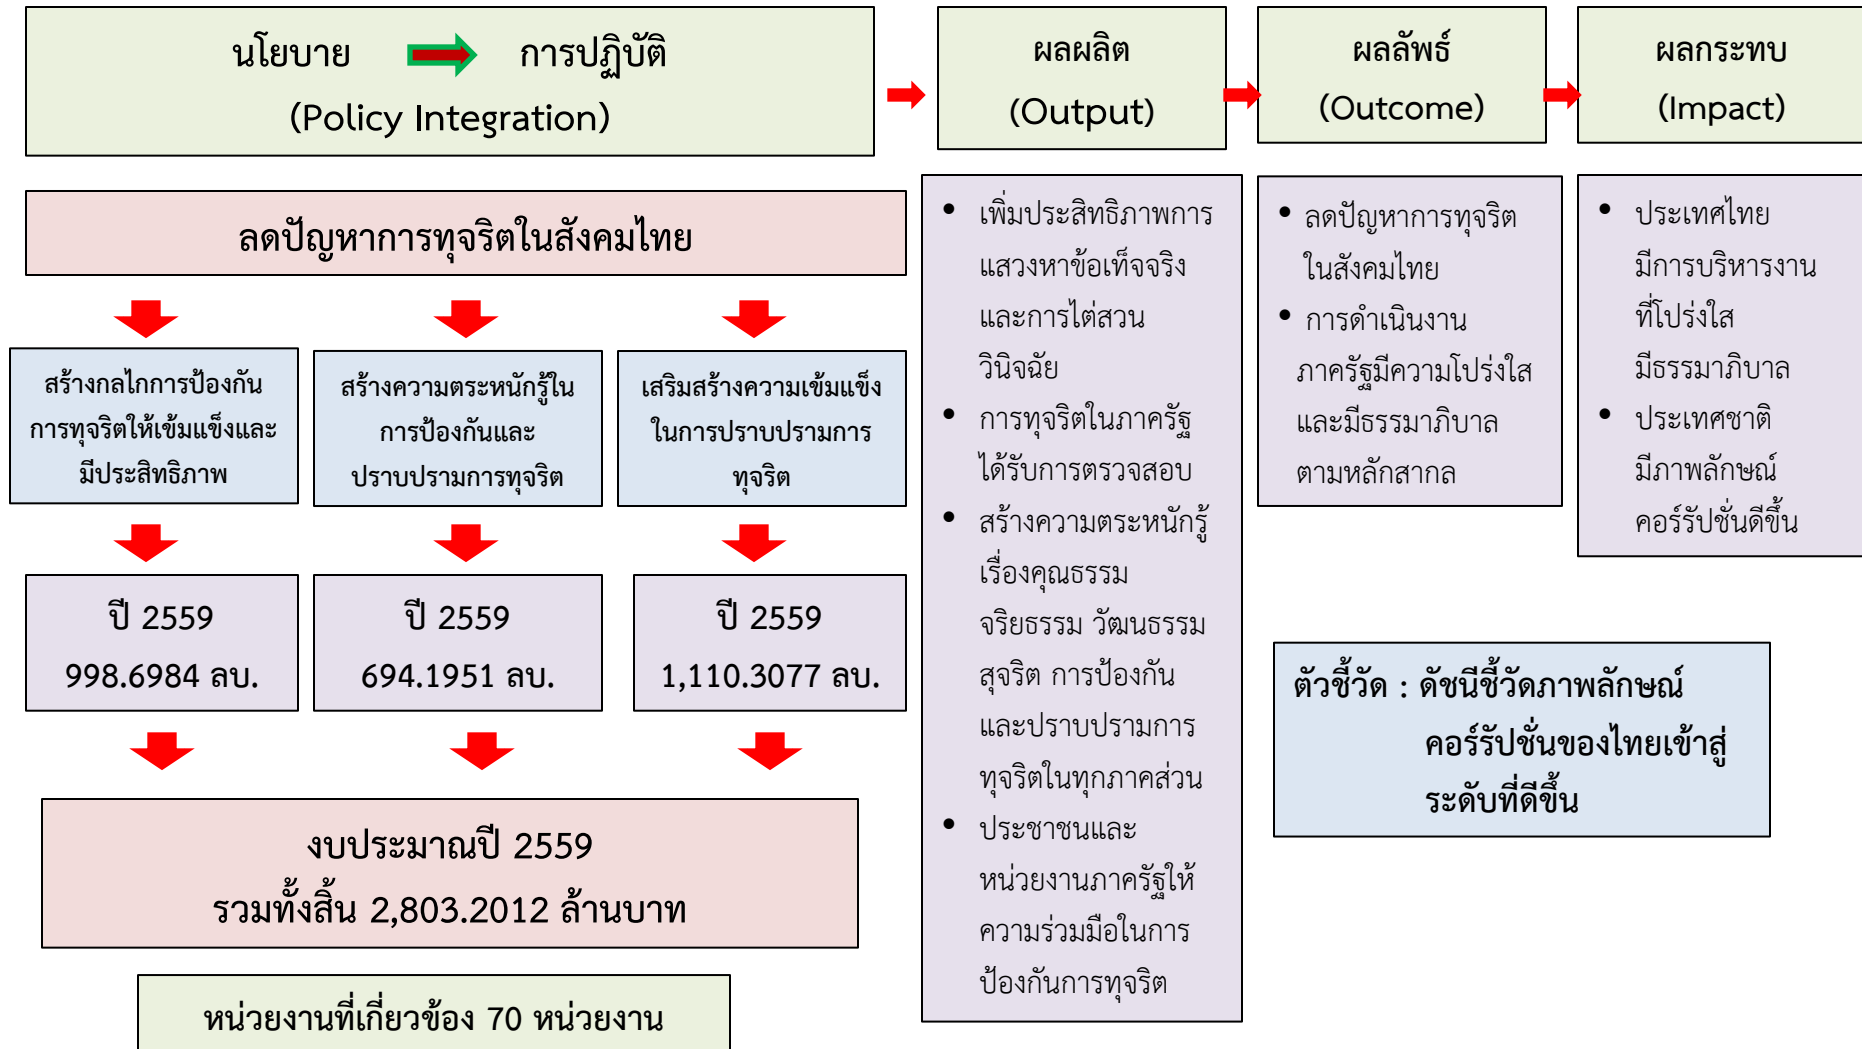 นโยบาย การปฏิบัติ
(Policy Integration)
ผลผลิต
(Output)
ผลลัพธ์
(Outcome)
ผลกระทบ
(Impact)
ลดปัญหาการทุจริตในสังคมไทย
สร้างกลไกการป้องกัน
การทุจริตให้เข้มแข็งและ
มีประสิทธิภาพ
สร้างความตระหนักรู้ใน
การป้องกันและ
ปราบปรามการทุจริต
เสริมสร้างความเข้มแข็ง
ในการปราบปรามการ
ทุจริต
ปี 2559
998.6984 ลบ.
ปี 2559
694.1951 ลบ.
ปี 2559
1,110.3077 ลบ.
งบประมาณปี 2559
รวมทั้งสิ้น 2,803.2012 ล้านบาท
หน่วยงานที่เกี่ยวข้อง 70 หน่วยงาน
• เพิ่มประสิทธิภาพการ
แสวงหาข้อเท็จจริง
และการไต่สวน
วินิจฉัย
• การทุจริตในภาครัฐ
ได้รับการตรวจสอบ
• สร้างความตระหนักรู้
เรื่องคุณธรรม
จริยธรรม วัฒนธรรม
สุจริต การป้องกัน
และปราบปรามการ
ทุจริตในทุกภาคส่วน
• ประชาชนและ
หน่วยงานภาครัฐให้
ความร่วมมือในการ
ป้องกันการทุจริต
• ลดปัญหาการทุจริต
ในสังคมไทย
• การดำเนินงาน
ภาครัฐมีความโปร่งใส
และมีธรรมาภิบาล
ตามหลักสากล
• ประเทศไทย
มีการบริหารงาน
ที่โปร่งใส
มีธรรมาภิบาล
• ประเทศชาติ
มีภาพลักษณ์
คอร์รัปชั่นดีขึ้น
ตัวชี้วัด : ดัชนีชี้วัดภาพลักษณ์
คอร์รัปชั่นของไทยเข้าสู่
ระดับที่ดีขึ้น